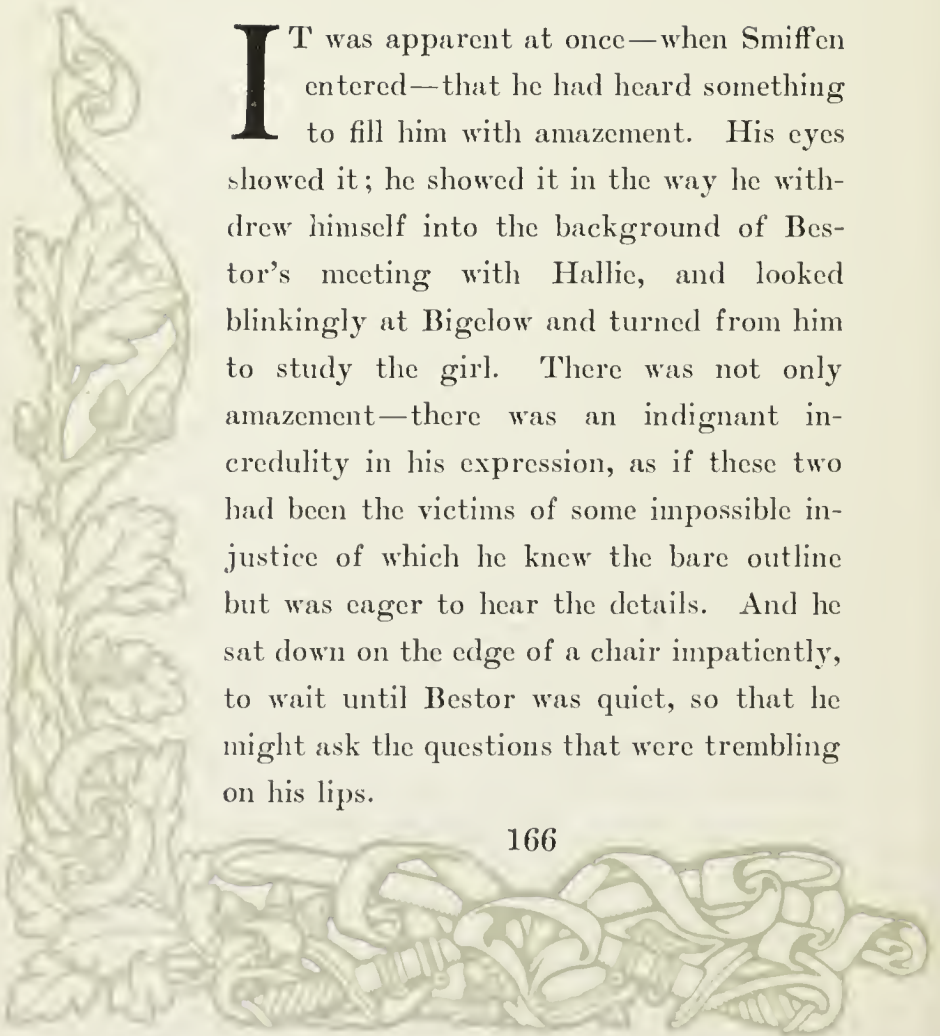 IT was apparent at once—when Smiffen
entered—that he had heard something
to fill him with amazement. His eyes
showed it; he showed it in the way he with-
drew himself into the background of Bes-
tor's meeting with Hallie, and looked
blinkingly at Bigelow and turned from him
to study the girl. There was not only
amazement—there was an indignant in-
credulity in his expression, as if these two
had been the victims of some impossible in-
justice of which he knew the bare outline
but was eager to hear the details. And he
sat down on the edge of a chair impatiently,
to wait until Bestor was quiet, so that he
might ask the questions that were trembling
on his lips.
166